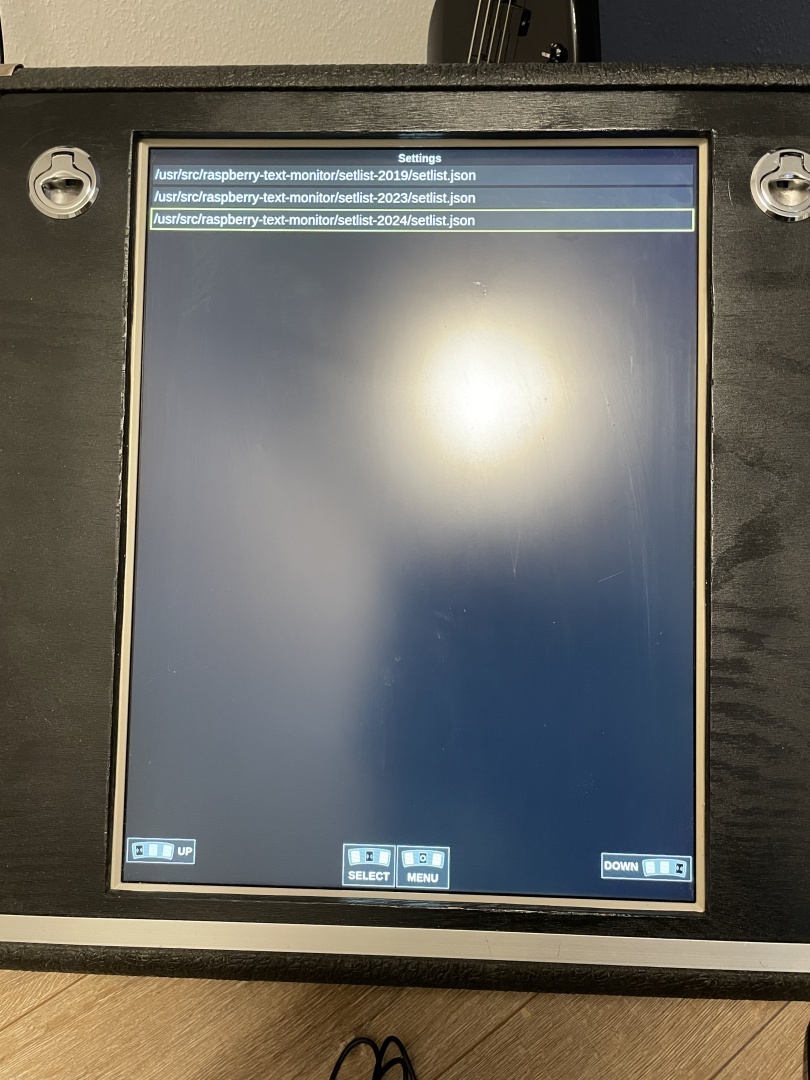 Settings
/usr/src/raspberry-text-monitor/setlist-2019/setlist.json
/usr/src/raspberry-text-monitor/setlist-2023/setlist.json
/usr/src/raspberry-text-monitor/setlist-2024/setlist.json
UP
SELECT
MENU
DOWN